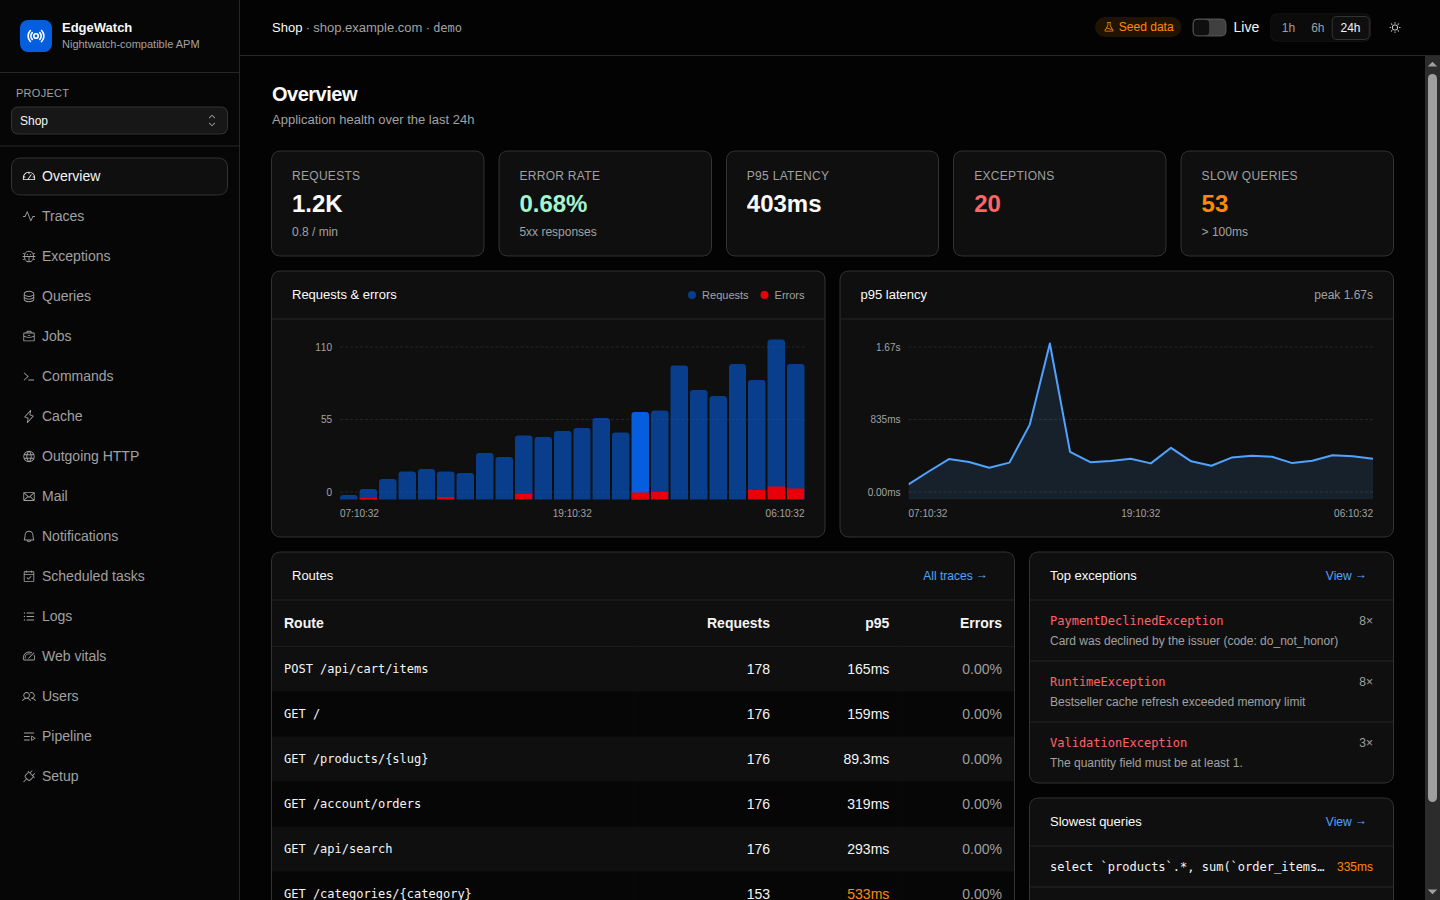 EdgeWatch
Nightwatch-compatible APM
PROJECT
Shop
Overview
Traces
Exceptions
Queries
Jobs
Commands
Cache
Outgoing HTTP
Mail
Notifications
Scheduled tasks
Logs
Web vitals
Users
Pipeline
Setup
Shop · shop.example.com · demo
Seed data
Live
1h 6h 24h
Overview
Application health over the last 24h
REQUESTS
1.2K
0.8 / min
ERROR RATE
0.68%
5xx responses
P95 LATENCY
403ms
EXCEPTIONS
20
SLOW QUERIES
53
> 100ms
Requests & errors
Requests Errors
110
55
0
07:10:32 19:10:32 06:10:32
p95 latency
peak 1.67s
1.67s
835ms
0.00ms
07:10:32 19:10:32 06:10:32
Routes
All traces →
Route Requests p95 Errors
POST /api/cart/items 178 165ms 0.00%
GET / 176 159ms 0.00%
GET /products/{slug} 176 89.3ms 0.00%
GET /account/orders 176 319ms 0.00%
GET /api/search 176 293ms 0.00%
GET /categories/{category} 153 533ms 0.00%
Top exceptions
View →
PaymentDeclinedException 8×
Card was declined by the issuer (code: do_not_honor)
RuntimeException 8×
Bestseller cache refresh exceeded memory limit
ValidationException 3×
The quantity field must be at least 1.
Slowest queries
View →
select `products`.*, sum(`order_items… 335ms